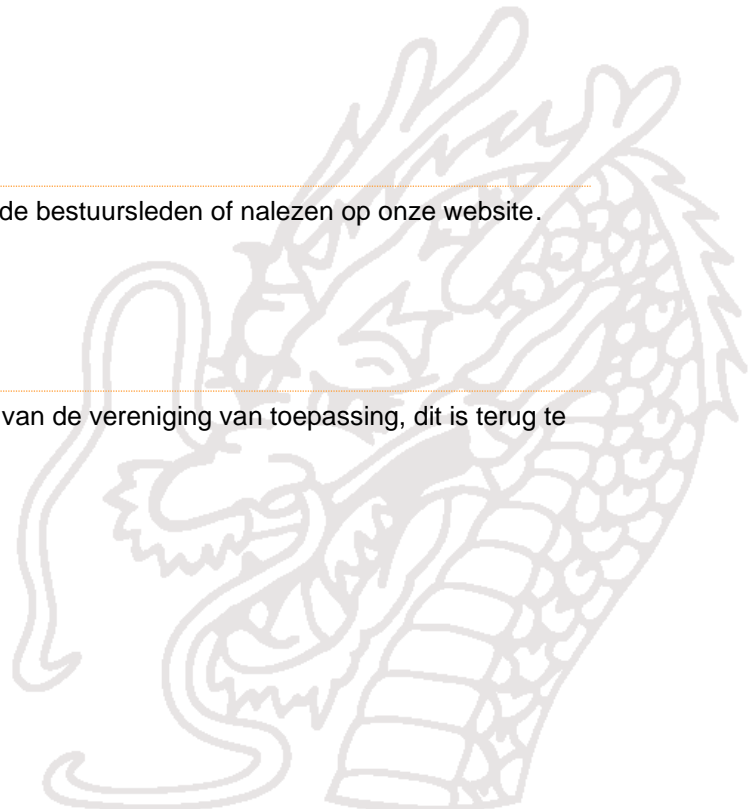 de bestuursleden of nalezen op onze website.
van de vereniging van toepassing, dit is terug te